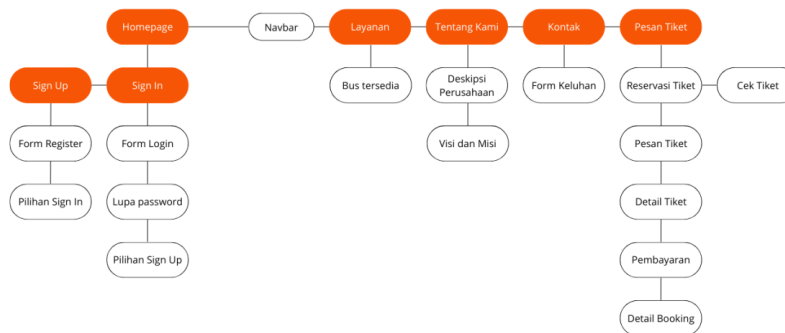 Homepage
Navbar
Layanan
Tentang Kami
Kontak
Pesan Tiket
Sign Up
Sign In
Bus tersedia
Deskipsi
Perusahaan
Form Keluhan
Reservasi Tiket
Cek Tiket
Form Register
Form Login
Visi dan Misi
Pesan Tiket
Pilihan Sign In
Lupa password
Detail Tiket
Pilihan Sign Up
Pembayaran
Detail Booking